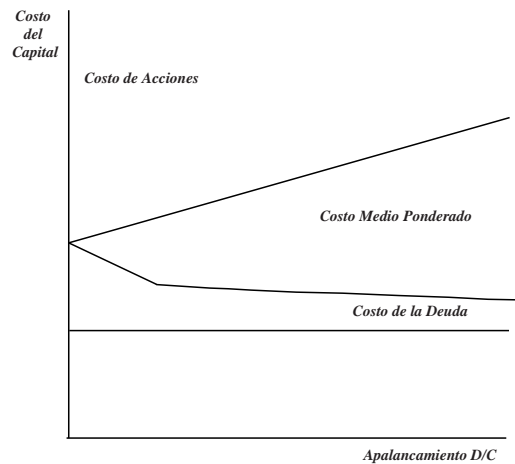 Costo
del
Capital
Costo de Acciones
Costo Medio Ponderado
Costo de la Deuda
Apalancamiento D/C